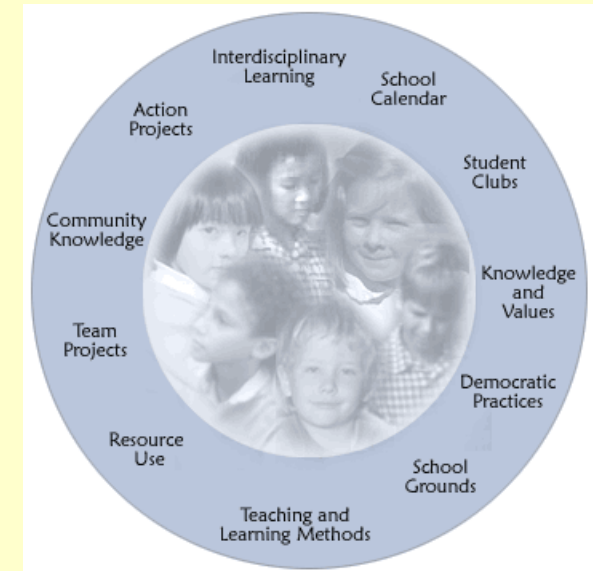 Interdisciplinary
Learning
School
Calendar
Student
Clubs
Knowledge
and
Values
Democratic
Practices
School
Grounds
Teaching and
Learning Methods
Resource
Use
Team
Projects
Community
Knowledge
Action
Projects